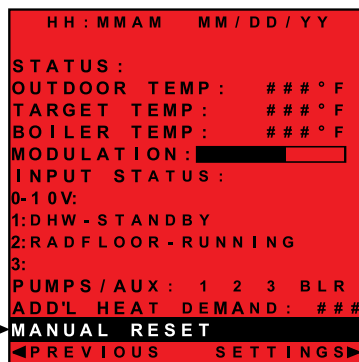 HH:MMAM MM/DD/YY
STATUS:
OUTDOOR TEMP: ###°F
TARGET TEMP: ###°F
BOILER TEMP: ###°F
MODULATION:
INPUT STATUS:
0-10V:
1:DHW-STANDBY
2:RADFLOOR-RUNNING
3:
PUMPS/AUX: 1 2 3 BLR
ADD'L HEAT DEMAND: ###
MANUAL RESET
◀PREVIOUS SETTINGS▶